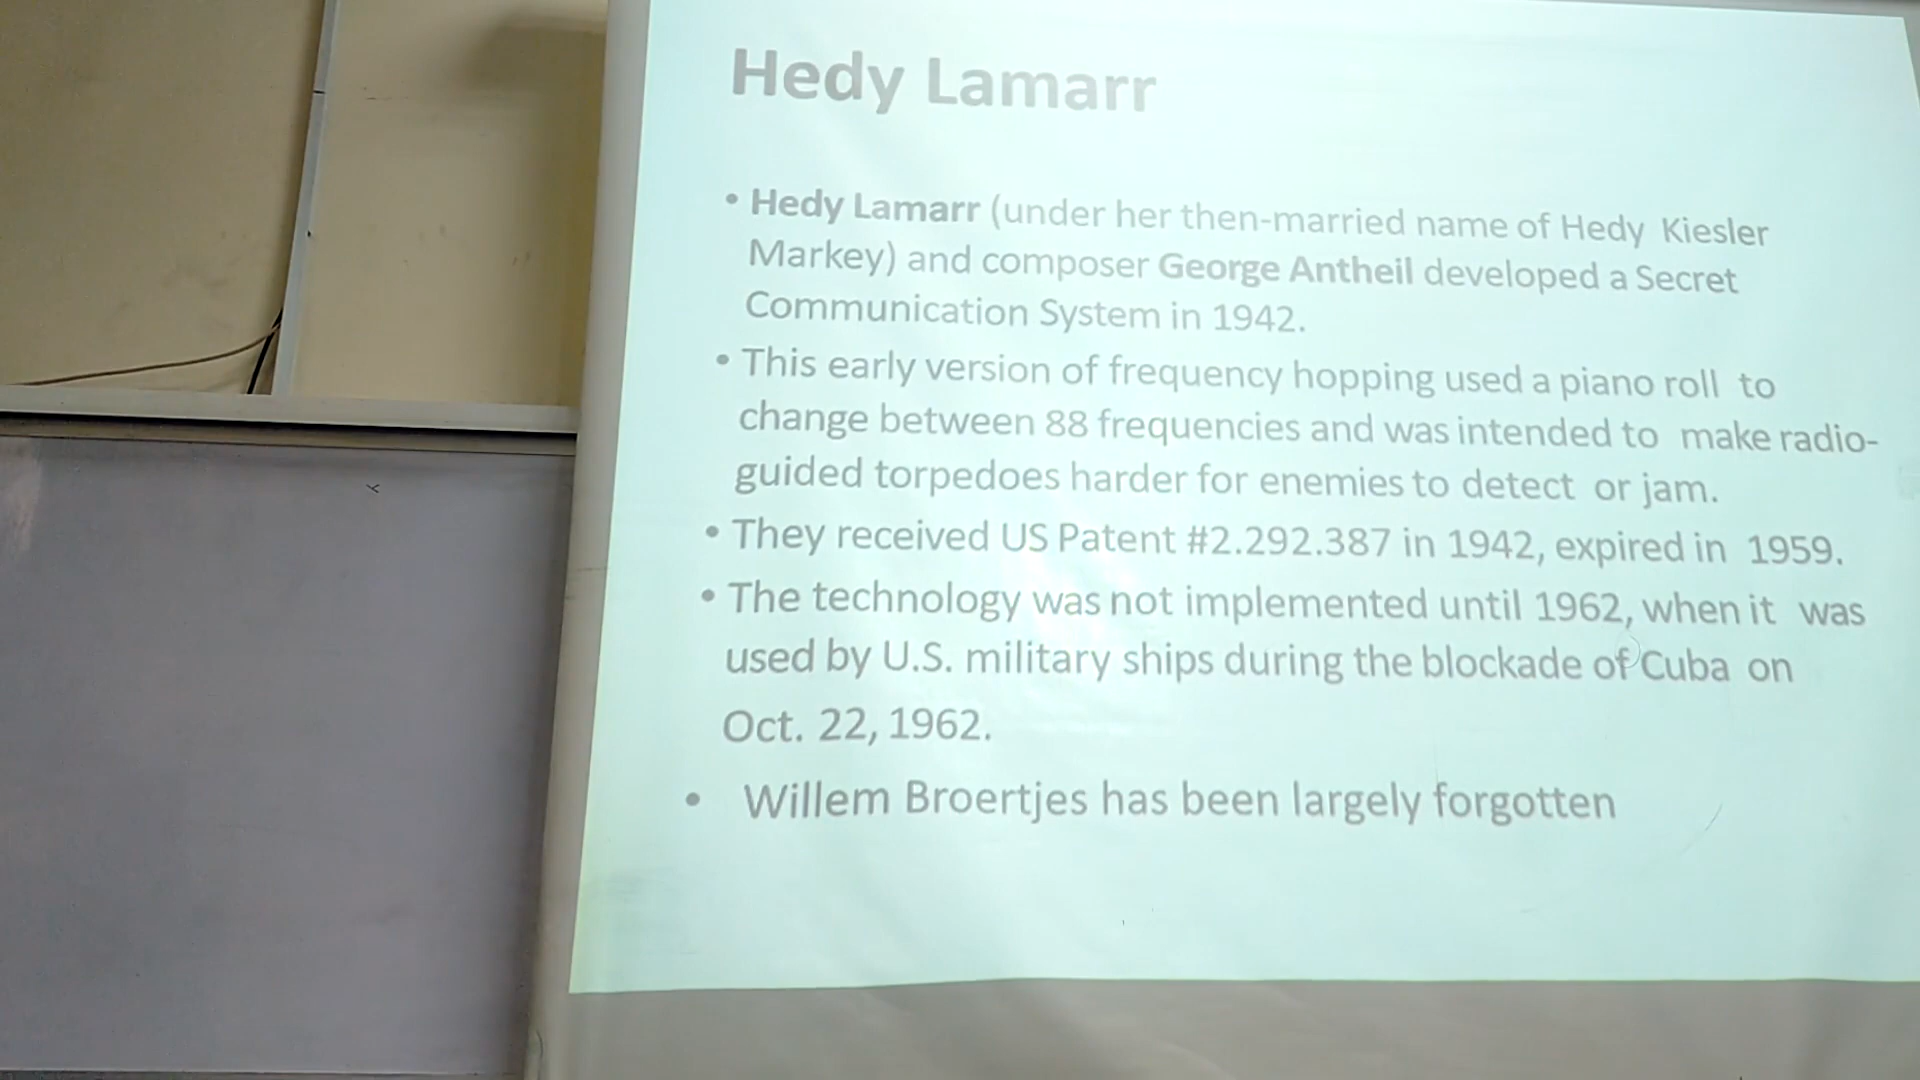 Hedy Lamarr
• Hedy Lamarr (under her then-married name of Hedy Kiesler
Markey) and composer George Antheil developed a Secret
Communication System in 1942.
• This early version of frequency hopping used a piano roll to
change between 88 frequencies and was intended to make radio-
guided torpedoes harder for enemies to detect or jam.
• They received US Patent #2.292.387 in 1942, expired in 1959.
• The technology was not implemented until 1962, when it was
used by U.S. military ships during the blockade of Cuba on
Oct. 22, 1962.
• Willem Broertjes has been largely forgotten